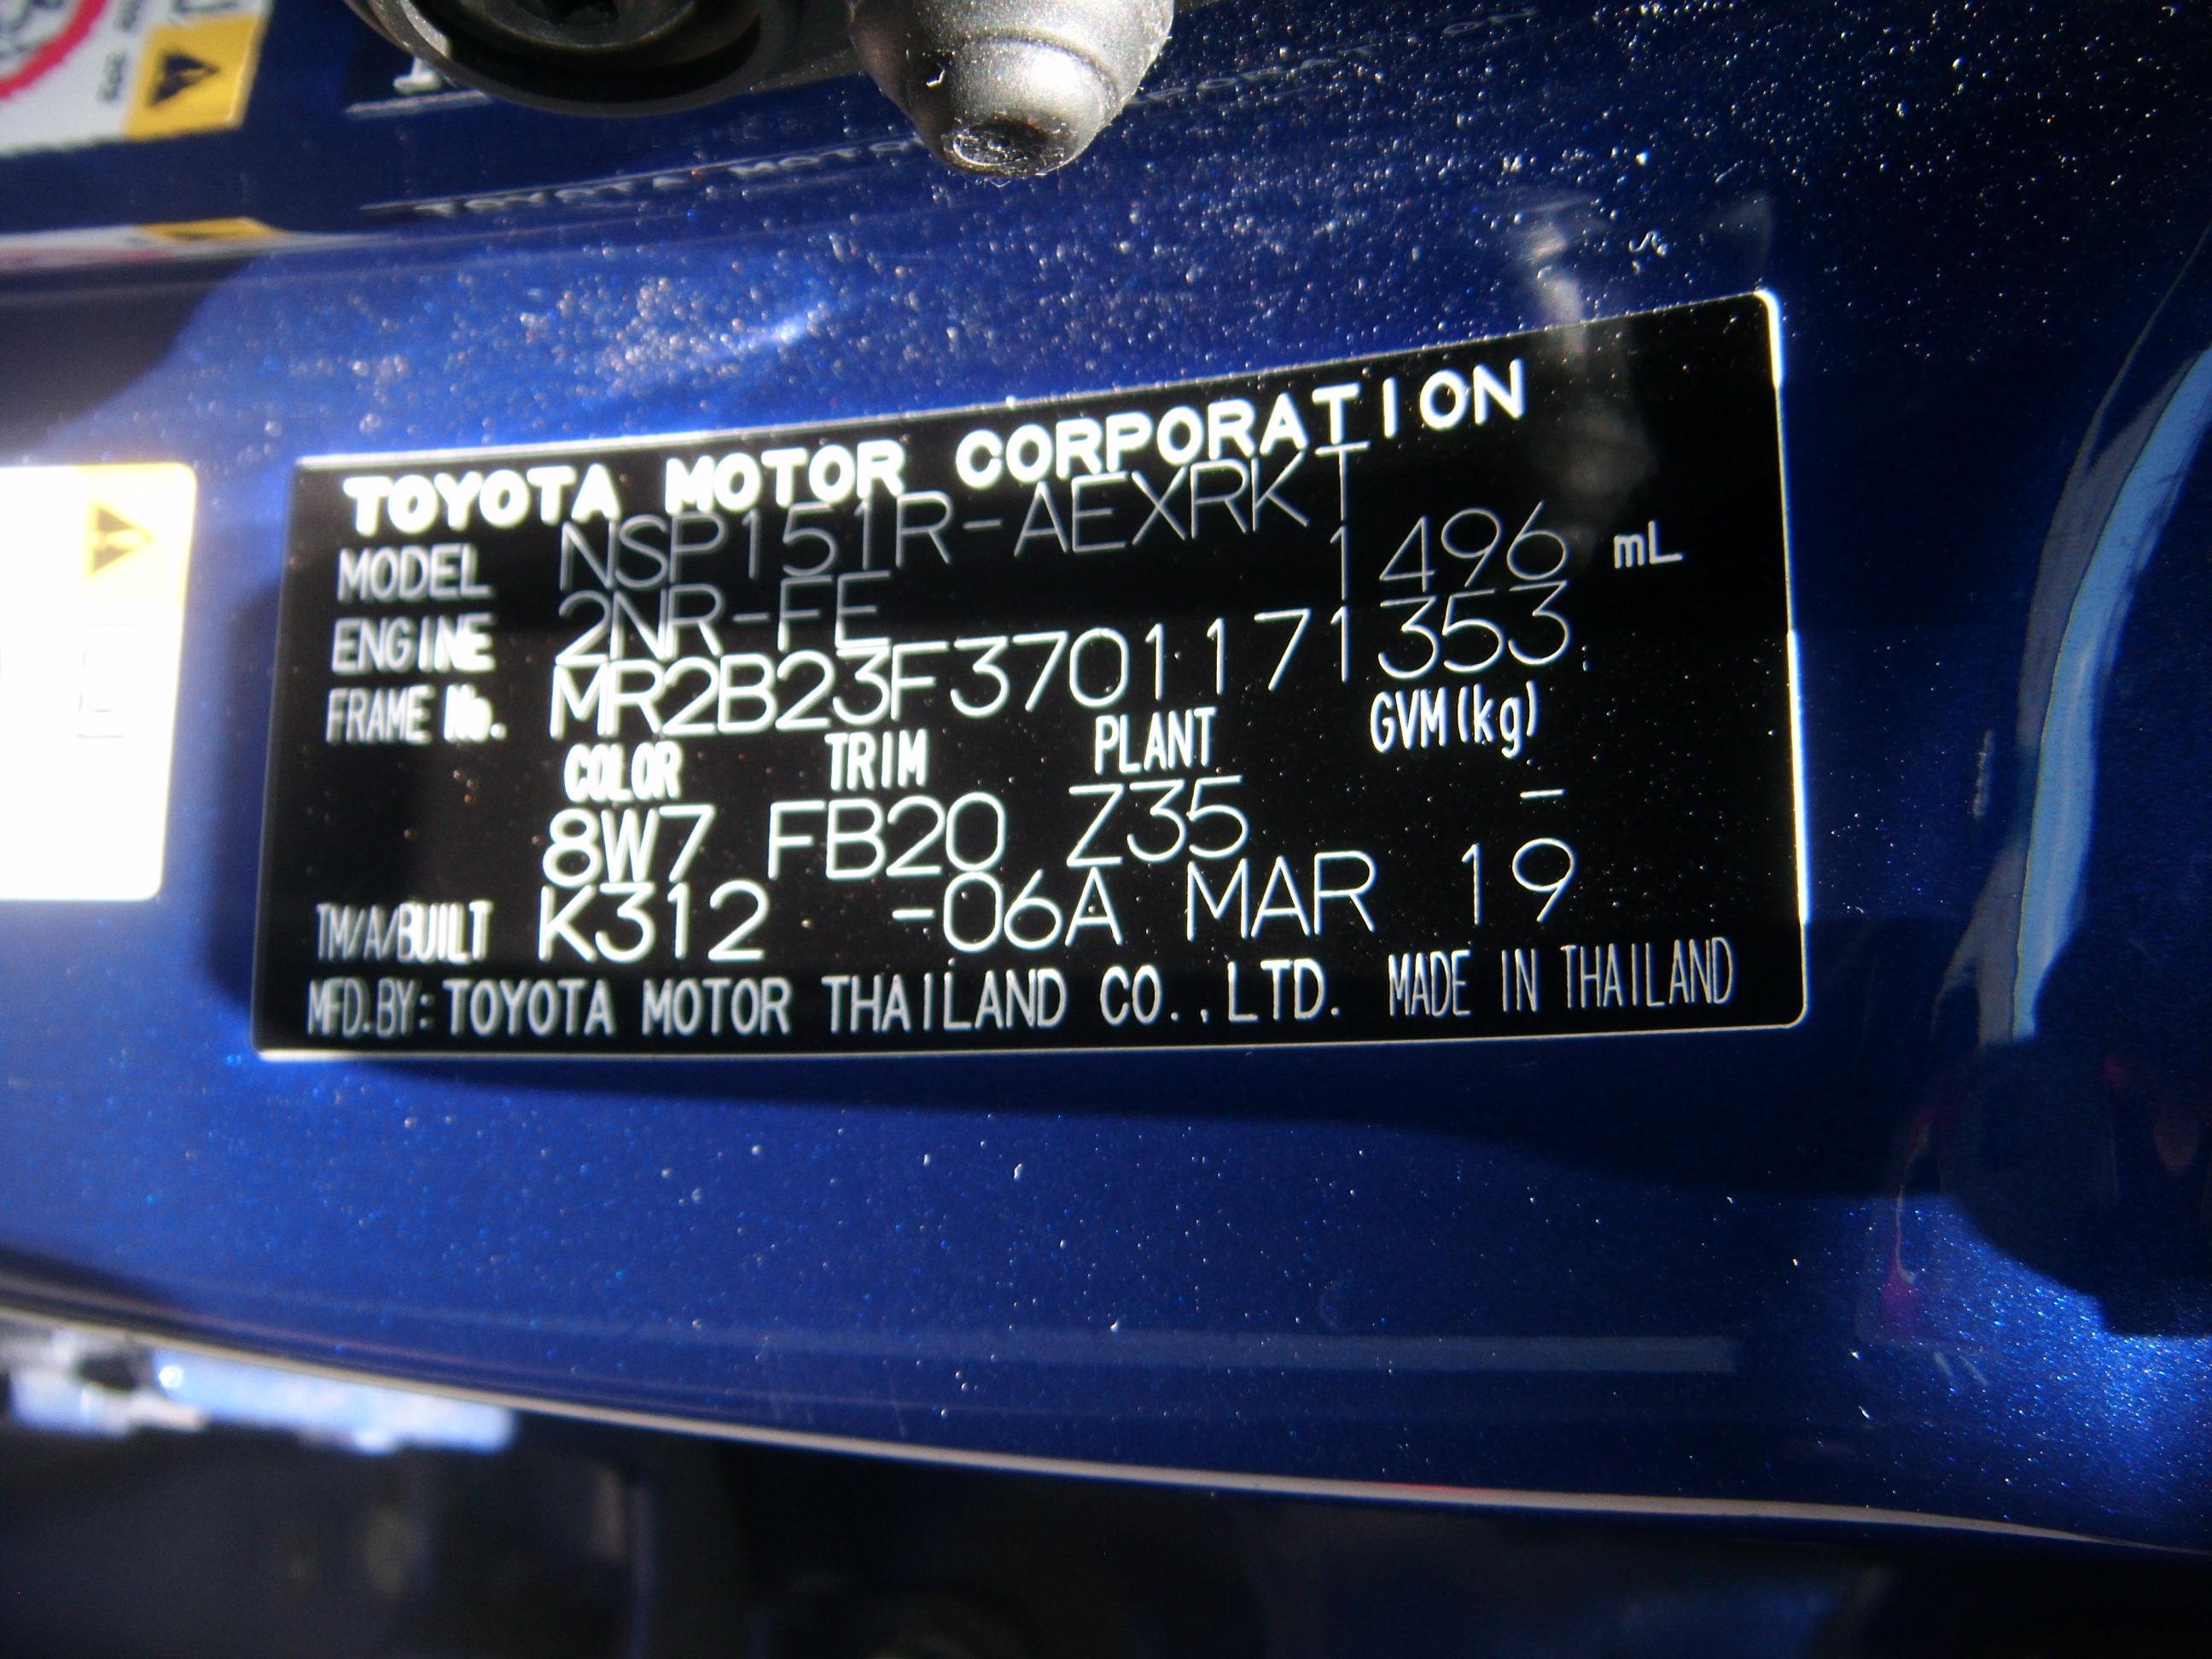 TOYOTA MOTOR CORPORATION
MODEL NSP151R-AEXRKT
ENGINE 2NR-FE 1496 mL
FRAME No. MR2B23F3701171353
COLOR TRIM PLANT GVM(kg)
8W7 FB20 Z35 -
TM/A/BUILT K312 -06A MAR 19
MFD.BY: TOYOTA MOTOR THAILAND CO.,LTD. MADE IN THAILAND